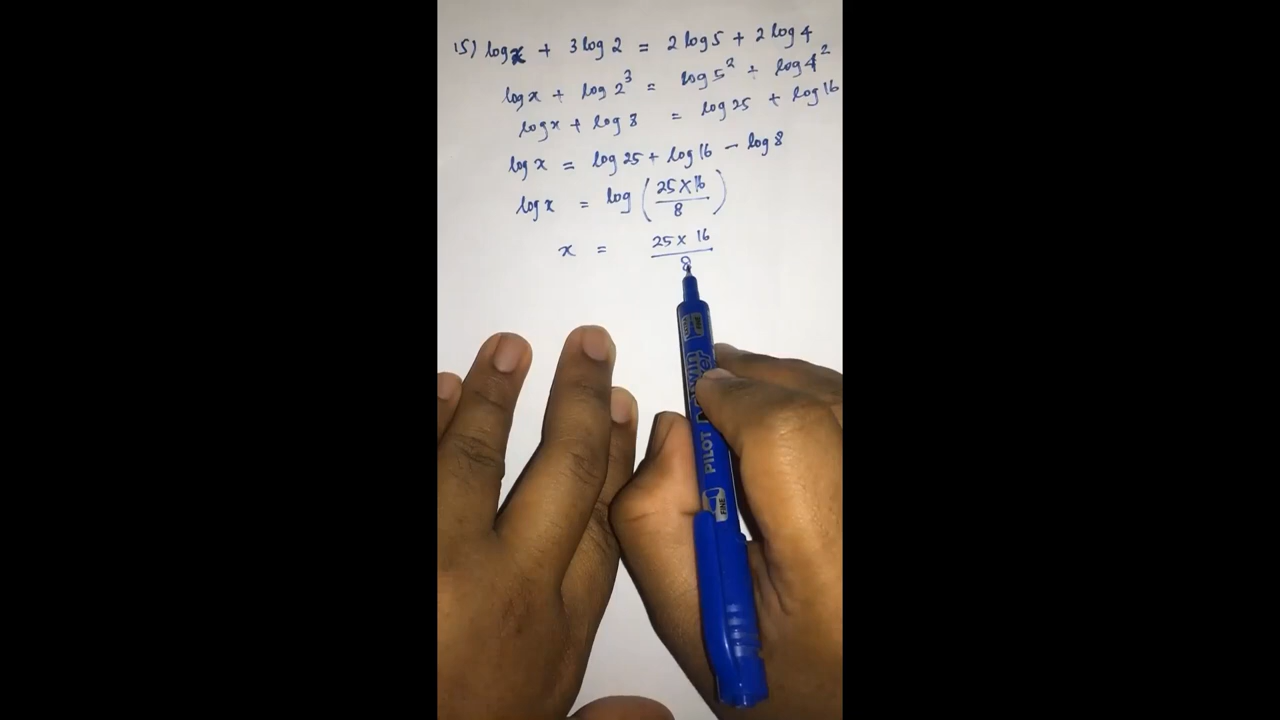 15) log x + 3 log 2 = 2 log 5 + 2 log 4
log x + log 2³ = log 5² + log 4²
log x + log 8 = log 25 + log 16
log x = log 25 + log 16 - log 8
log x = log (25 × 16 / 8)
x = 25 × 16 / 8
PILOT
FINE